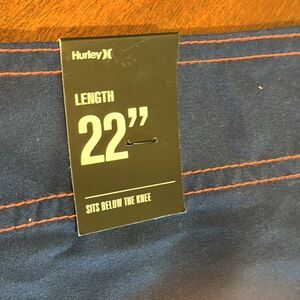 Hurley
LENGTH
22”
SITS BELOW THE KNEE